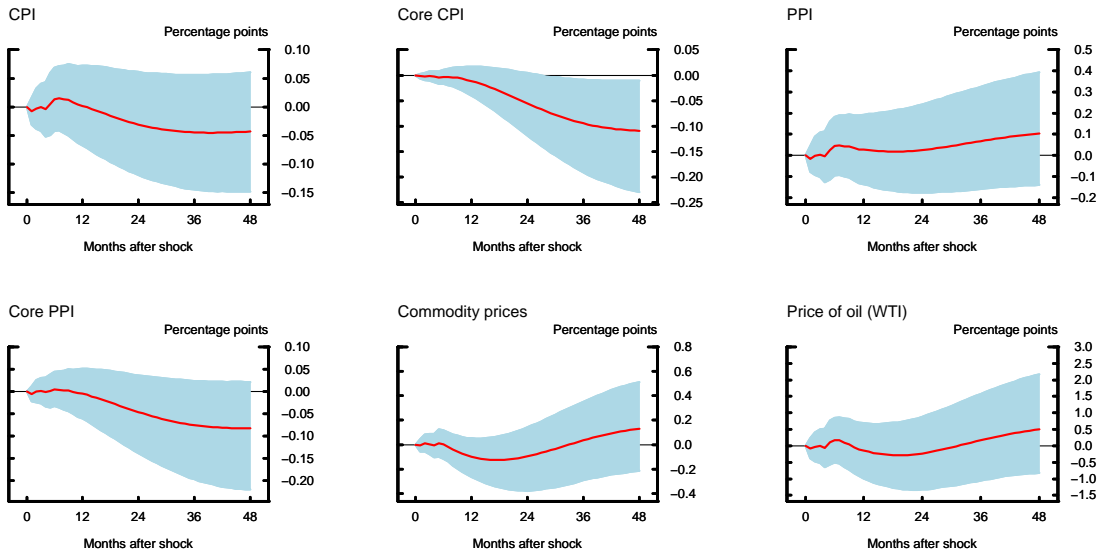 CPI
Percentage points
0.10
0.05
0.00
−0.05
−0.10
−0.15
0 12 24 36 48
Months after shock
Core CPI
Percentage points
0.05
0.00
−0.05
−0.10
−0.15
−0.20
−0.25
0 12 24 36 48
Months after shock
PPI
Percentage points
0.5
0.4
0.3
0.2
0.1
0.0
−0.1
−0.2
0 12 24 36 48
Months after shock
Core PPI
Percentage points
0.10
0.05
0.00
−0.05
−0.10
−0.15
−0.20
0 12 24 36 48
Months after shock
Commodity prices
Percentage points
0.8
0.6
0.4
0.2
0.0
−0.2
−0.4
0 12 24 36 48
Months after shock
Price of oil (WTI)
Percentage points
3.0
2.5
2.0
1.5
1.0
0.5
0.0
−0.5
−1.0
−1.5
0 12 24 36 48
Months after shock